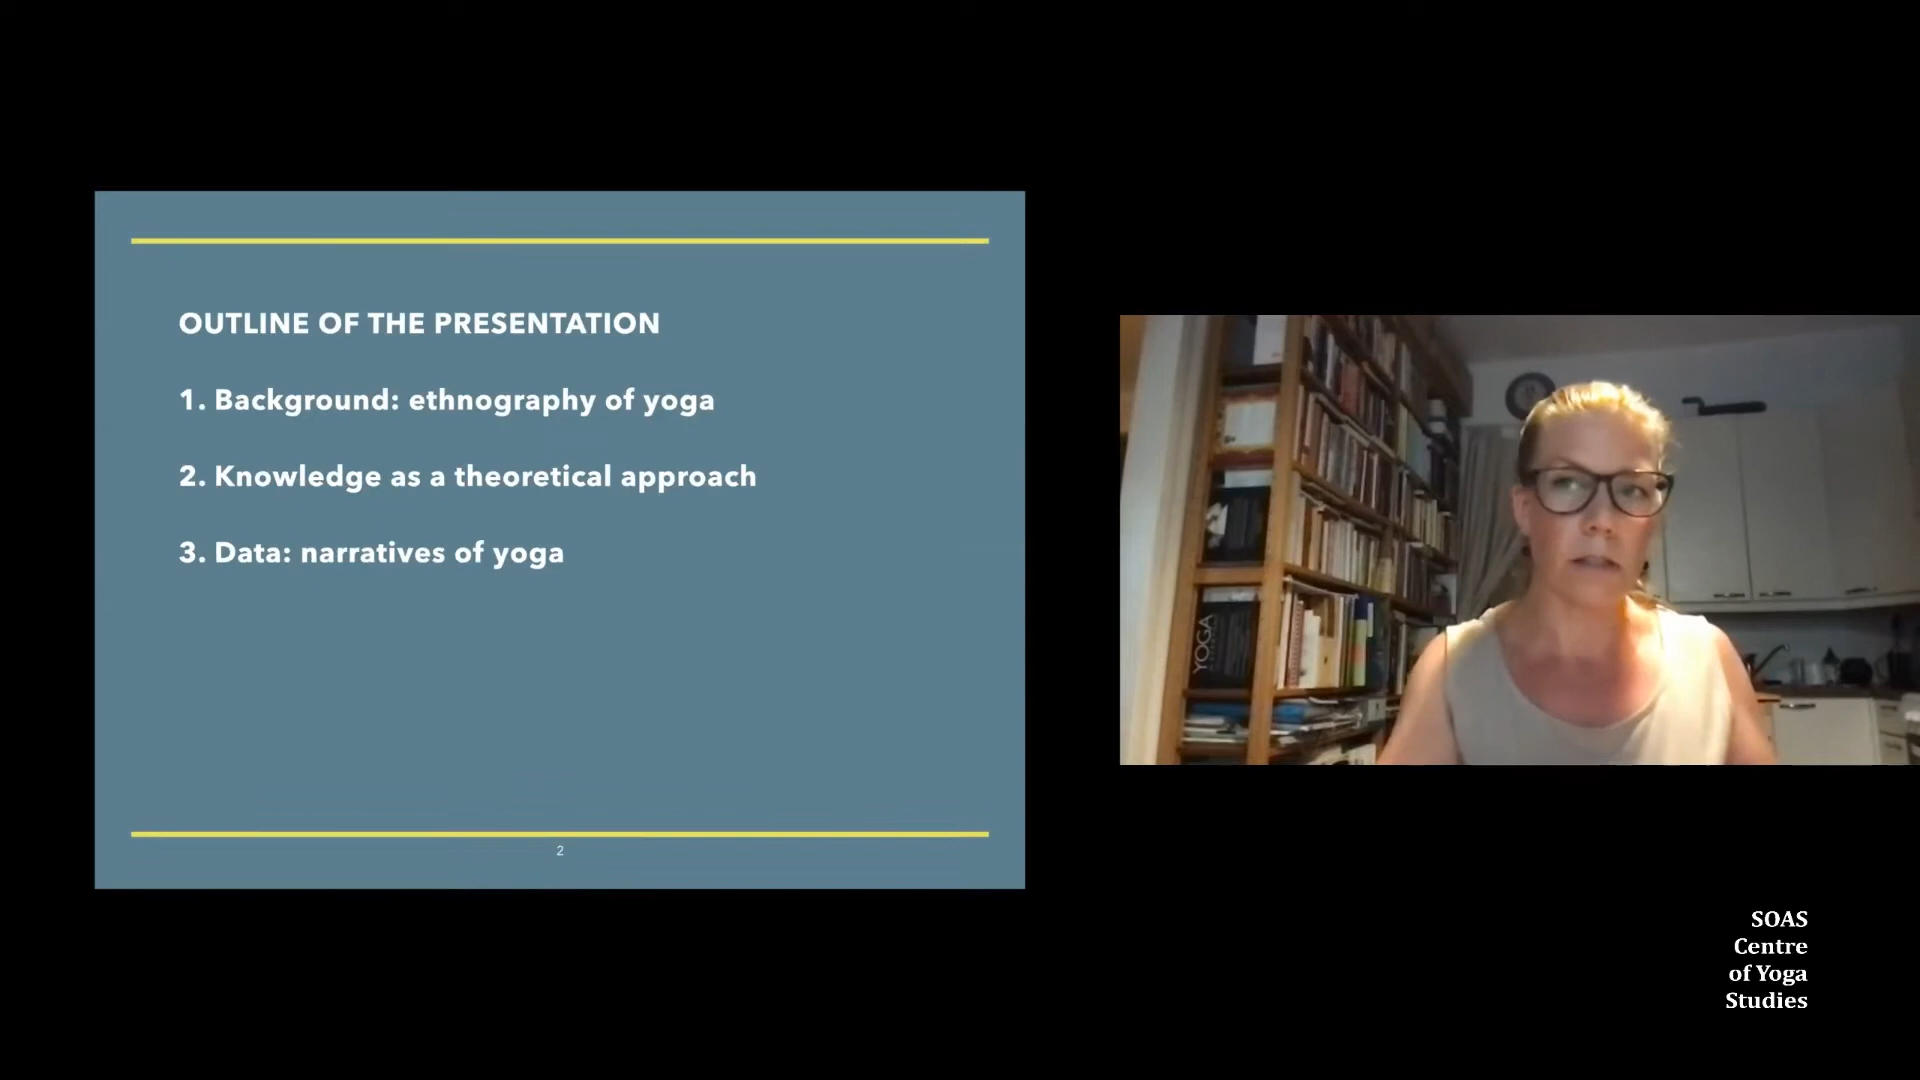 OUTLINE OF THE PRESENTATION
1. Background: ethnography of yoga
2. Knowledge as a theoretical approach
3. Data: narratives of yoga
2
YOGA
SOAS
Centre
of Yoga
Studies